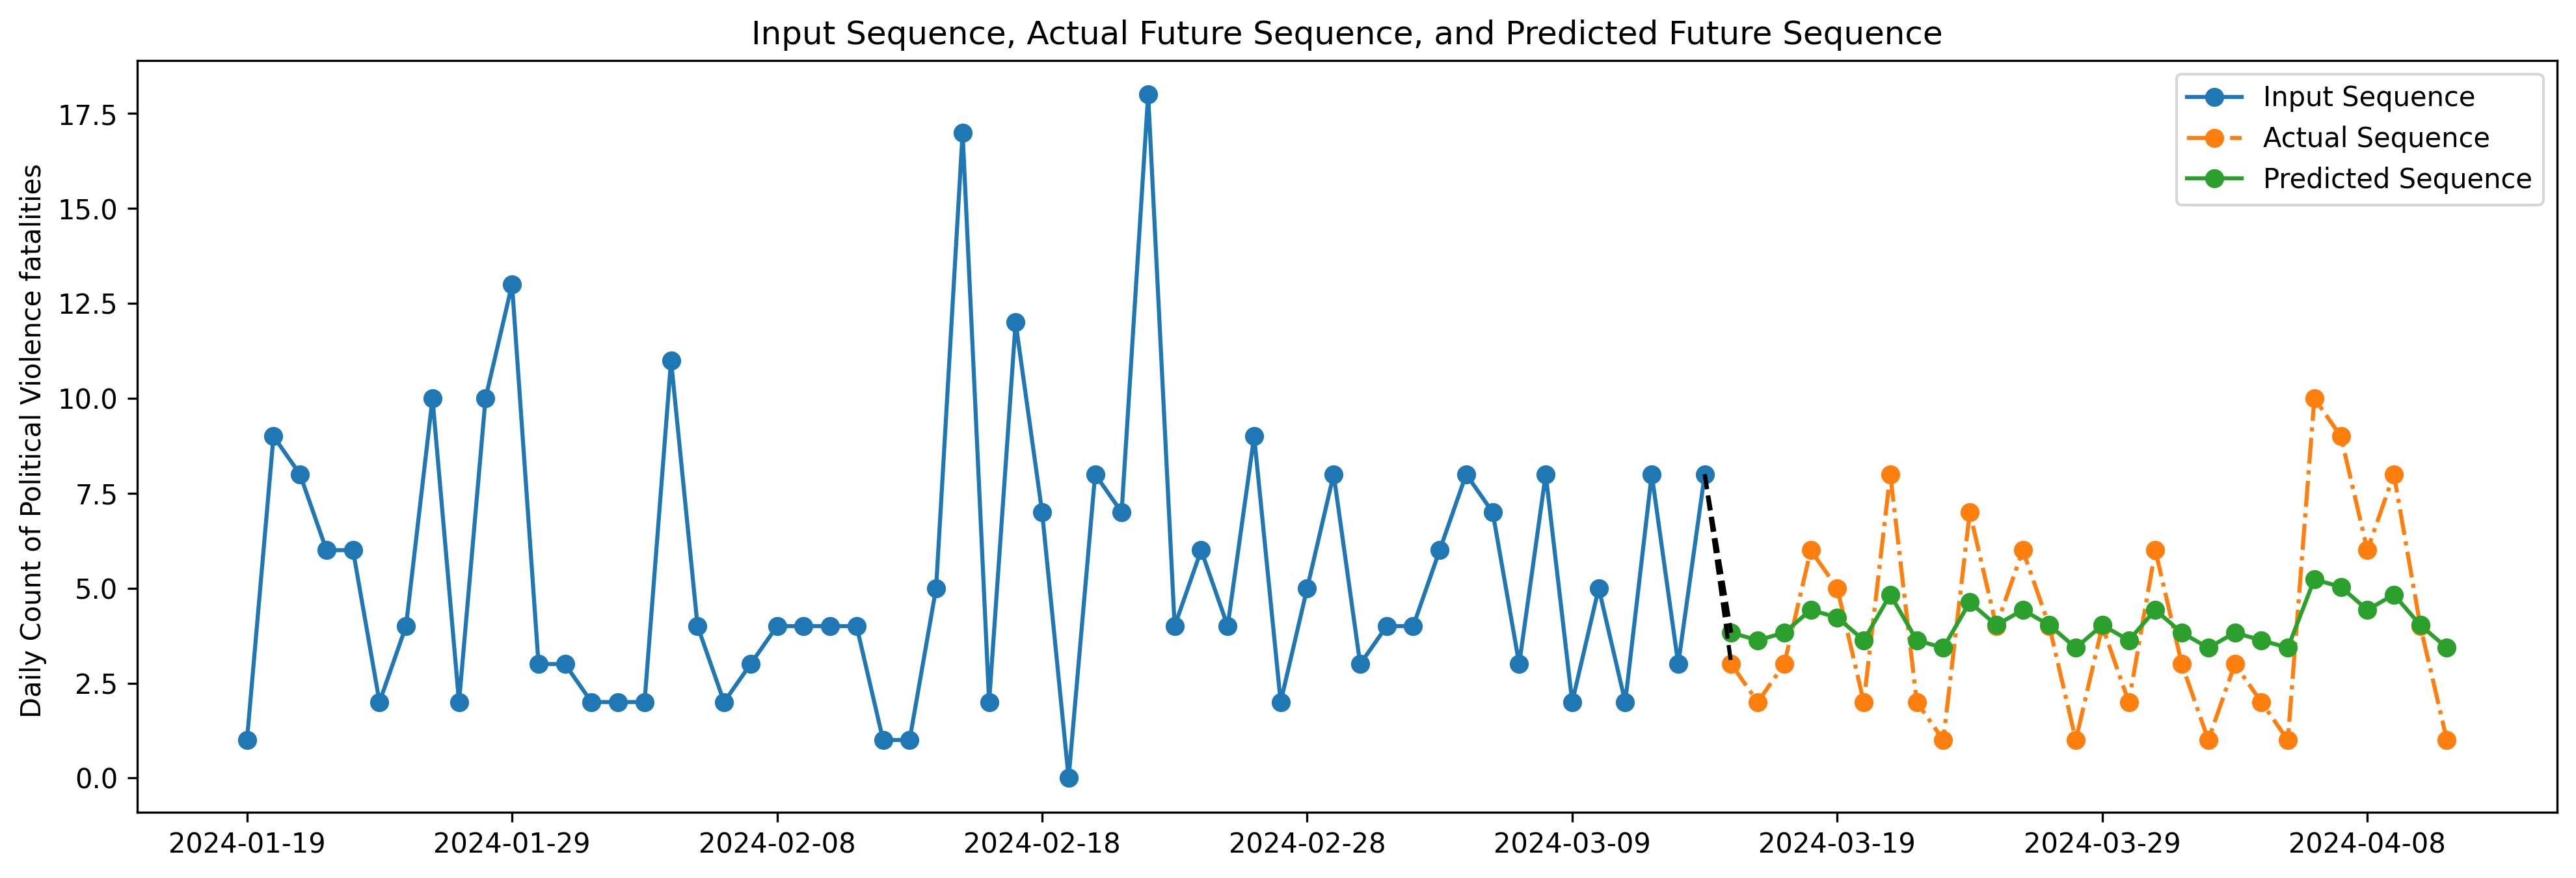 Input Sequence, Actual Future Sequence, and Predicted Future Sequence
Daily Count of Political Violence fatalities
17.5
15.0
12.5
10.0
7.5
5.0
2.5
0.0
Input Sequence
Actual Sequence
Predicted Sequence
2024-01-19 2024-01-29 2024-02-08 2024-02-18 2024-02-28 2024-03-09 2024-03-19 2024-03-29 2024-04-08